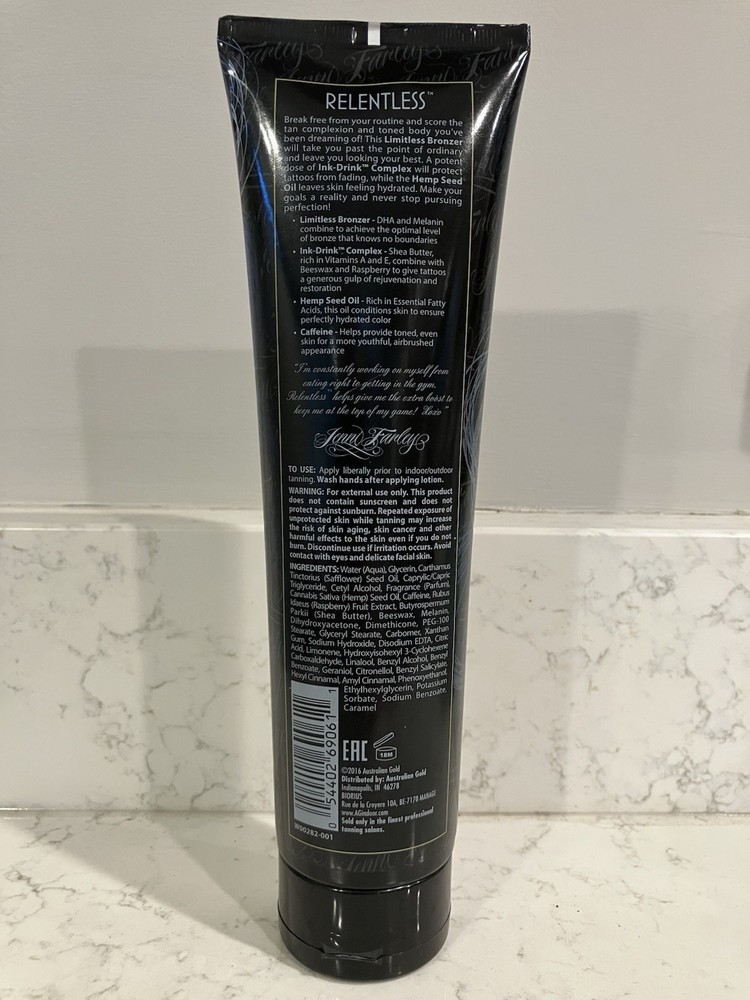 RELENTLESS™
Break free from your routine and score the
tan complexion and toned body you've
been dreaming of! This Limitless Bronzer
will take you past the point of ordinary
and leave you looking your best. A potent
dose of Ink-Drink™ Complex will protect
tattoos from fading, while the Hemp Seed
Oil leaves skin feeling hydrated. Make your
goals a reality and never stop pursuing
perfection!
• Limitless Bronzer - DHA and Melanin
combine to achieve the optimal level
of bronze that knows no boundaries
• Ink-Drink™ Complex - Shea Butter,
rich in Vitamins A and E, combine with
Beeswax and Raspberry to give tattoos
a generous gulp of rejuvenation and
restoration
• Hemp Seed Oil - Rich in Essential Fatty
Acids, this oil conditions skin to ensure
perfectly hydrated color
• Caffeine - Helps provide toned, even
skin for a more youthful, airbrushed
appearance
"I'm constantly working on myself from
eating right to getting in the gym.
Relentless™ helps give me the extra boost to
keep me at the top of my game! Xoxo"
Jenni Farley
TO USE: Apply liberally prior to indoor/outdoor
tanning. Wash hands after applying lotion.
WARNING: For external use only. This product
does not contain sunscreen and does not
protect against sunburn. Repeated exposure of
unprotected skin while tanning may increase
the risk of skin aging, skin cancer and other
harmful effects to the skin even if you do not
burn. Discontinue use if irritation occurs. Avoid
contact with eyes and delicate facial skin.
INGREDIENTS: Water (Aqua), Glycerin, Carthamus
Tinctorius (Safflower) Seed Oil, Caprylic/Capric
Triglyceride, Cetyl Alcohol, Fragrance (Parfum),
Cannabis Sativa (Hemp) Seed Oil, Caffeine, Rubus
Idaeus (Raspberry) Fruit Extract, Butyrospermum
Parkii (Shea Butter), Beeswax, Melanin,
Dihydroxyacetone, Dimethicone, PEG-100
Stearate, Glyceryl Stearate, Carbomer, Xanthan
Gum, Sodium Hydroxide, Disodium EDTA, Citric
Acid, Limonene, Hydroxyisohexyl 3-Cyclohexene
Carboxaldehyde, Linalool, Benzyl Alcohol, Benzyl
Benzoate, Geraniol, Citronellol, Benzyl Salicylate,
Hexyl Cinnamal, Amyl Cinnamal, Phenoxyethanol,
Ethylhexylglycerin, Potassium
Sorbate, Sodium Benzoate,
Caramel
0 54402 69061 1
EAC
18M
©2016 Australian Gold
Distributed by: Australian Gold
Indianapolis, IN 46278
BIORIUS
Rue de la Croyere 10A, BE-7170 MANAGE
www.AGindoor.com
Sold only in the finest professional
tanning salons.
W90282-001